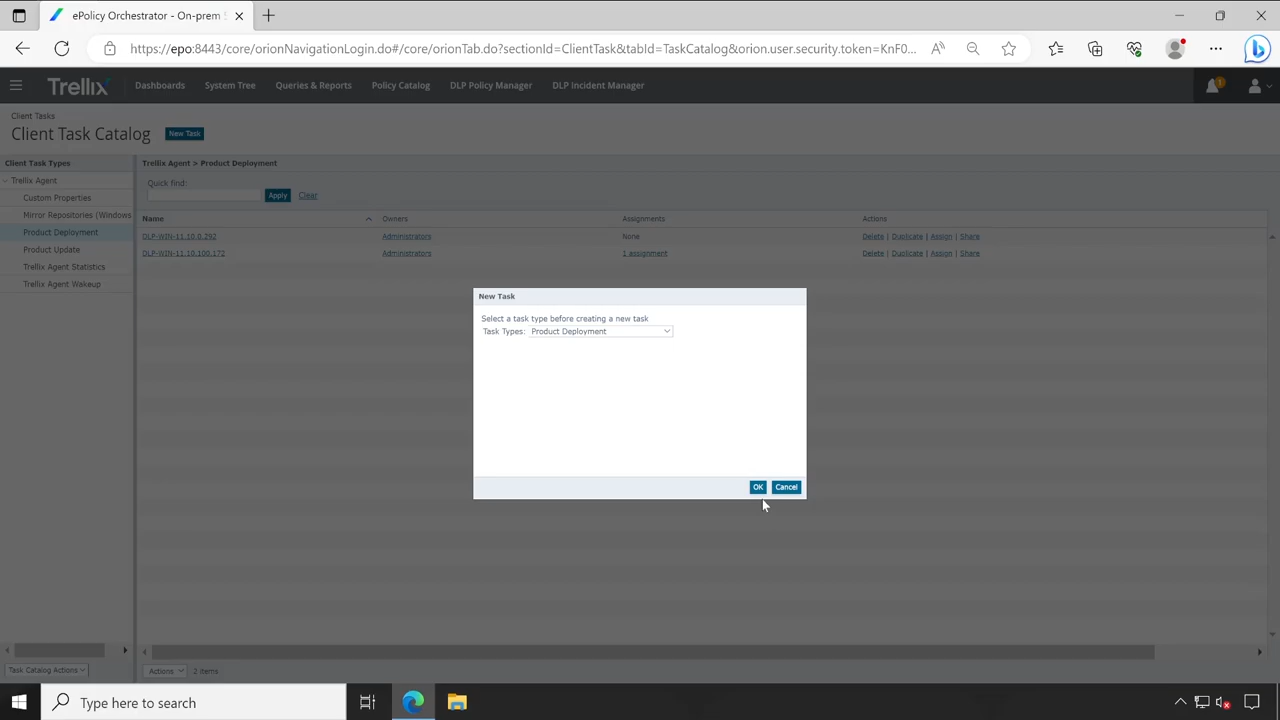 ePolicy Orchestrator - On-prem
https://epo:8443/core/orionNavigationLogin.do#/core/orionTab.do?sectionId=ClientTask&tabId=TaskCatalog&orion.user.security.token=KnF0...
Trellix
Dashboards
System Tree
Queries & Reports
Policy Catalog
DLP Policy Manager
DLP Incident Manager
1
Client Tasks
Client Task Catalog
New Task
Client Task Types
Trellix Agent > Product Deployment
Trellix Agent
Custom Properties
Mirror Repositories (Windows
Product Deployment
Product Update
Trellix Agent Statistics
Trellix Agent Wakeup
Quick find:
Apply
Clear
Name Owners Assignments Actions
DLP-WIN-11.10.0.292 Administrators None Delete | Duplicate | Assign | Share
DLP-WIN-11.10.100.172 Administrators 1 assignment Delete | Duplicate | Assign | Share
New Task
Select a task type before creating a new task
Task Types: Product Deployment
OK Cancel
Task Catalog Actions
Actions
2 items
Type here to search